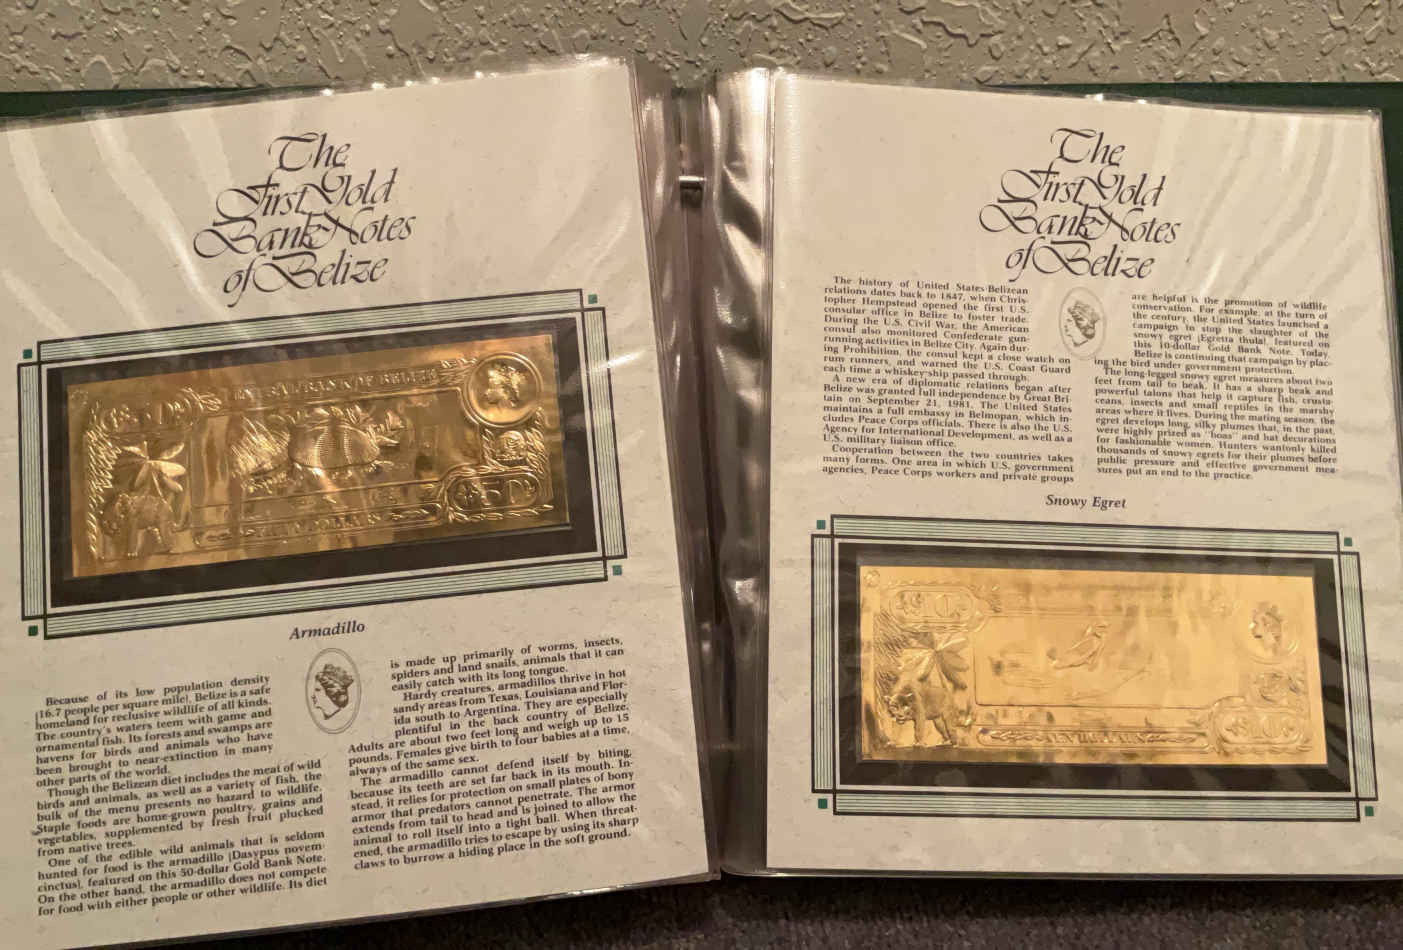 The
First Gold
Bank Notes
of Belize
CENTRAL BANK OF BELIZE
$50
$50
Armadillo
Because of its low population density
(16.7 people per square mile), Belize is a safe
homeland for reclusive wildlife of all kinds.
The country's waters teem with game and
ornamental fish. Its forests and swamps are
havens for birds and animals who have
been brought to near-extinction in many
other parts of the world.
Though the Belizean diet includes the meat of wild
birds and animals, as well as a variety of fish, the
bulk of the menu presents no hazard to wildlife.
Staple foods are home-grown poultry, grains and
vegetables, supplemented by fresh fruit plucked
from native trees.
One of the edible wild animals that is seldom
hunted for food is the armadillo (Dasypus novem-
cinctus), featured on this 50-dollar Gold Bank Note.
On the other hand, the armadillo does not compete
for food with either people or other wildlife. Its diet
is made up primarily of worms, insects,
spiders and land snails, animals that it can
easily catch with its long tongue.
Hardy creatures, armadillos thrive in hot
sandy areas from Texas, Louisiana and Flor-
ida south to Argentina. They are especially
plentiful in the back country of Belize.
Adults are about two feet long and weigh up to 15
pounds. Females give birth to four babies at a time,
always of the same sex.
The armadillo cannot defend itself by biting,
because its teeth are set far back in its mouth. In-
stead, it relies for protection on small plates of bony
armor that predators cannot penetrate. The armor
extends from tail to head and is joined to allow the
animal to roll itself into a tight ball. When threat-
ened, the armadillo tries to escape by using its sharp
claws to burrow a hiding place in the soft ground.
The
First Gold
Bank Notes
of Belize
The history of United States-Belizean
relations dates back to 1847, when Chris-
topher Hempstead opened the first U.S.
consular office in Belize to foster trade.
During the U.S. Civil War, the American
consul also monitored Confederate gun-
running activities in Belize City. Again dur-
ing Prohibition, the consul kept a close watch on
rum runners, and warned the U.S. Coast Guard
each time a whiskey-ship passed through.
A new era of diplomatic relations began after
Belize was granted full independence by Great Bri-
tain on September 21, 1981. The United States
maintains a full embassy in Belmopan, which in-
cludes Peace Corps officials. There is also the U.S.
Agency for International Development, as well as a
U.S. military liaison office.
Cooperation between the two countries takes
many forms. One area in which U.S. government
agencies, Peace Corps workers and private groups
are helpful is the promotion of wildlife
conservation. For example, at the turn of
the century, the United States launched a
campaign to stop the slaughter of the
snowy egret (Egretta thula), featured on
this 10-dollar Gold Bank Note. Today,
Belize is continuing that campaign by plac-
ing the bird under government protection.
The long-legged snowy egret measures about two
feet from tail to beak. It has a sharp beak and
powerful talons that help it capture fish, crusta-
ceans, insects and small reptiles in the marshy
areas where it lives. During the mating season, the
egret develops long, silky plumes that, in the past,
were highly prized as "boas" and hat decorations
for fashionable women. Hunters wantonly killed
thousands of snowy egrets for their plumes before
public pressure and effective government mea-
sures put an end to the practice.
Snowy Egret
$10
TEN DOLLARS
$10